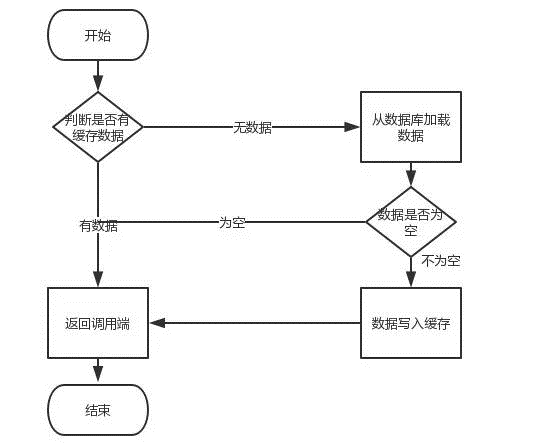 开始
判断是否有
缓存数据
无数据
从数据库加载
数据
数据是否为
空
有数据
为空
不为空
返回调用端
数据写入缓存
结束